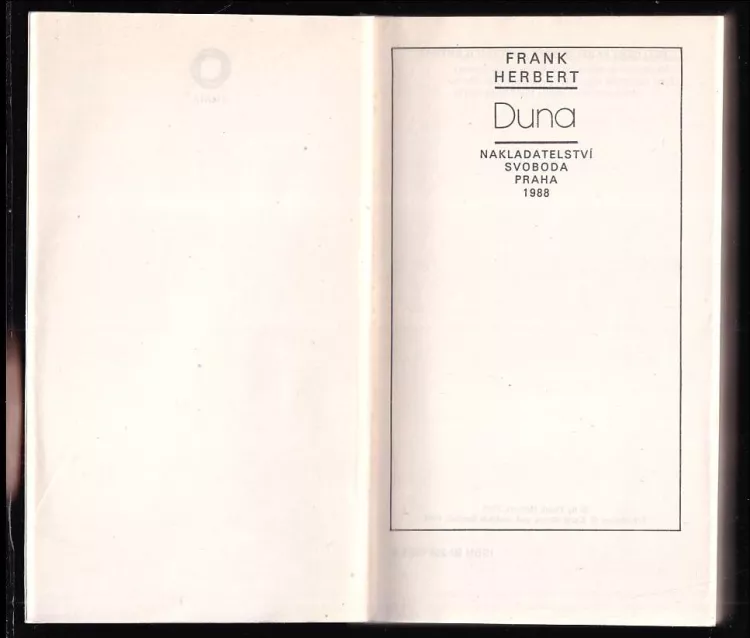 FRANK
HERBERT
Duna
NAKLADATELSTVÍ
SVOBODA
PRAHA
1988